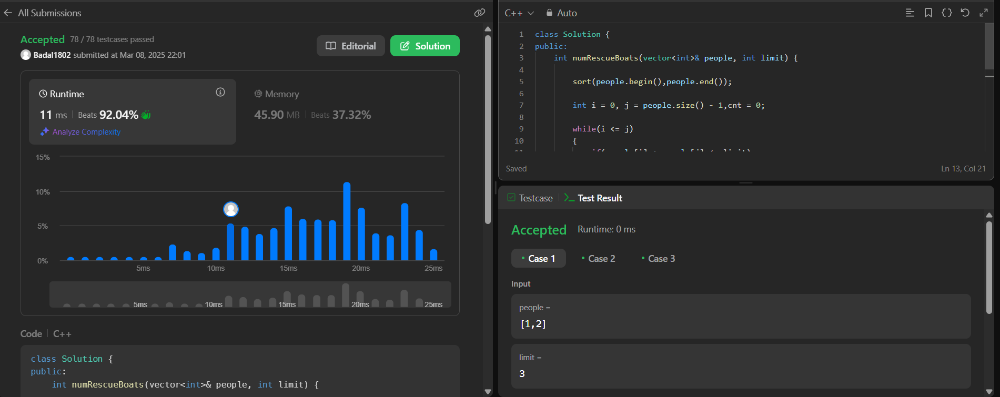 All Submissions
Accepted 78 / 78 testcases passed
Badal1802 submitted at Mar 08, 2025 22:01
Editorial
Solution
Runtime
11 ms | Beats 92.04%
Analyze Complexity
Memory
45.90 MB | Beats 37.32%
15%
10%
5%
0%
5ms 10ms 15ms 20ms 25ms
5ms 10ms 15ms 20ms 25ms
Code | C++
class Solution {
public:
int numRescueBoats(vector<int>& people, int limit) {
C++ Auto
1 class Solution {
2 public:
3 int numRescueBoats(vector<int>& people, int limit) {
4
5 sort(people.begin(),people.end());
6
7 int i = 0, j = people.size() - 1,cnt = 0;
8
9 while(i <= j)
10 {
Saved
Ln 13, Col 21
Testcase | >_ Test Result
Accepted Runtime: 0 ms
• Case 1 • Case 2 • Case 3
Input
people =
[1,2]
limit =
3